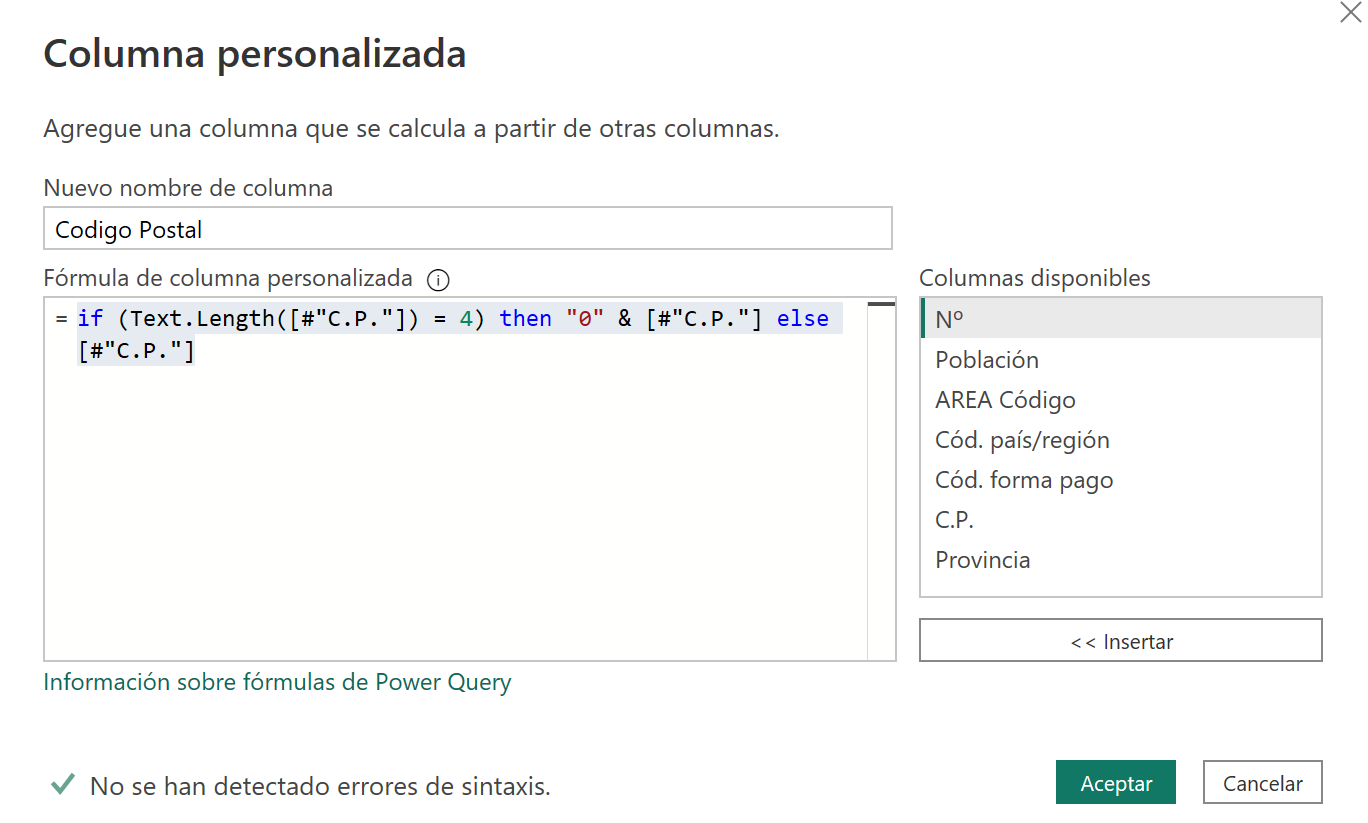 Columna personalizada
Agregue una columna que se calcula a partir de otras columnas.
Nuevo nombre de columna
Codigo Postal
Fórmula de columna personalizada
= if (Text.Length([#"C.P."]) = 4) then "0" & [#"C.P."] else
[#"C.P."]
Información sobre fórmulas de Power Query
Columnas disponibles
Nº
Población
AREA Código
Cód. país/región
Cód. forma pago
C.P.
Provincia
<< Insertar
No se han detectado errores de sintaxis.
Aceptar
Cancelar